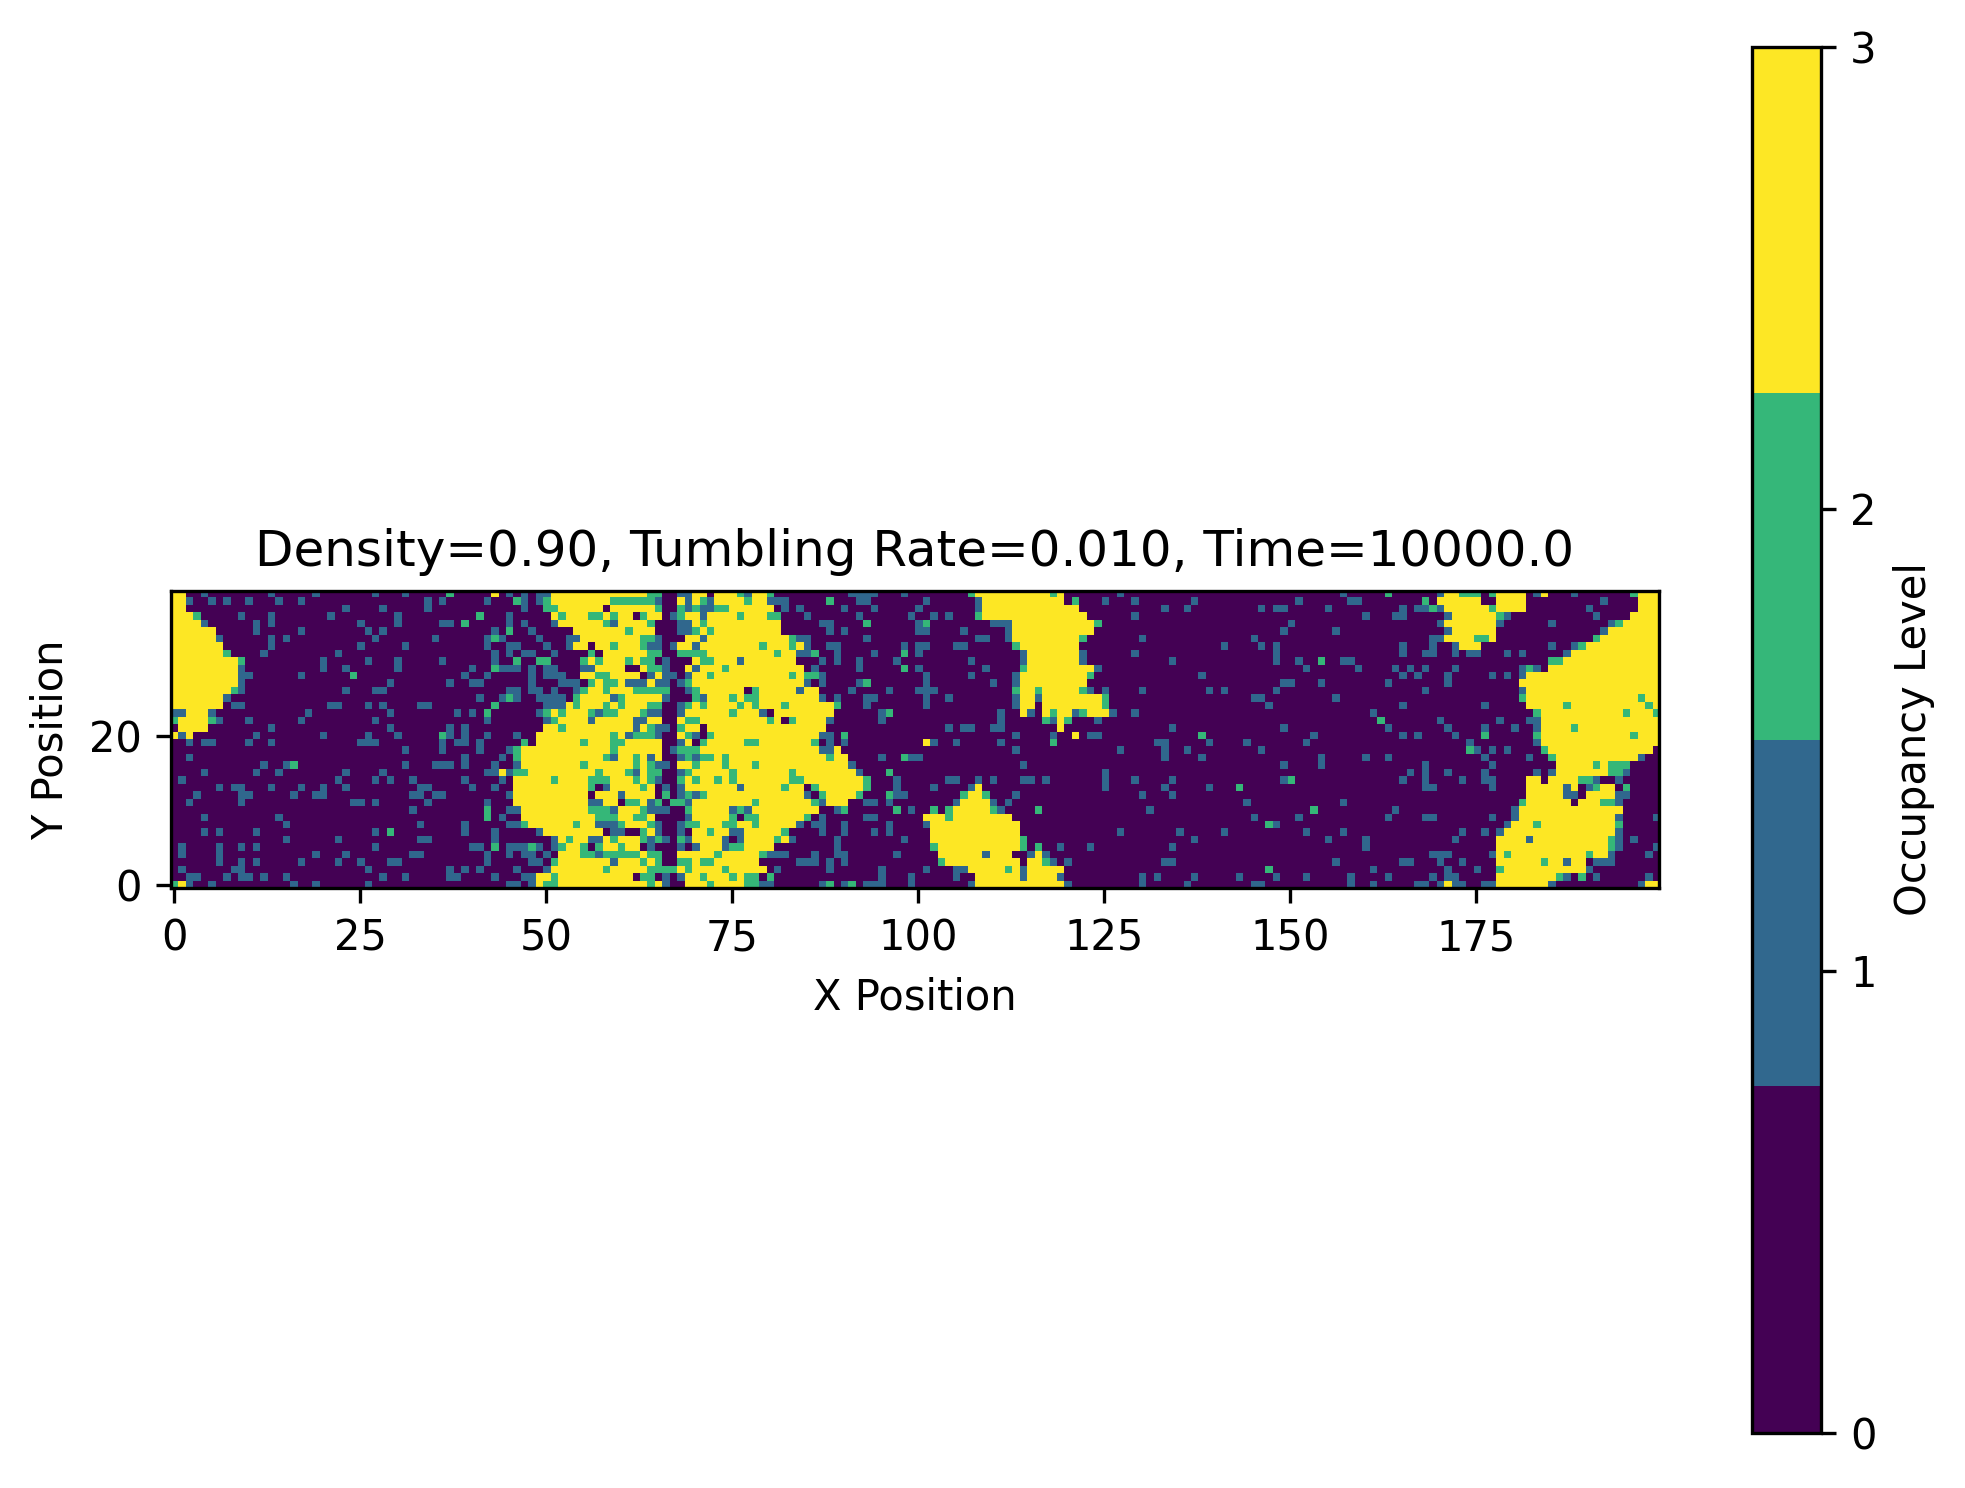 Density=0.90, Tumbling Rate=0.010, Time=10000.0
Y Position
20
0
0 25 50 75 100 125 150 175
X Position
3
2
1
0
Occupancy Level